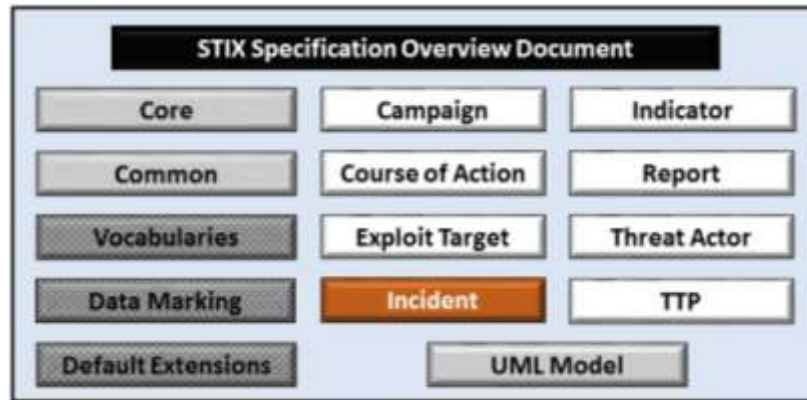 STIX Specification Overview Document
Core
Campaign
Indicator
Common
Course of Action
Report
Vocabularies
Exploit Target
Threat Actor
Data Marking
Incident
TTP
Default Extensions
UML Model